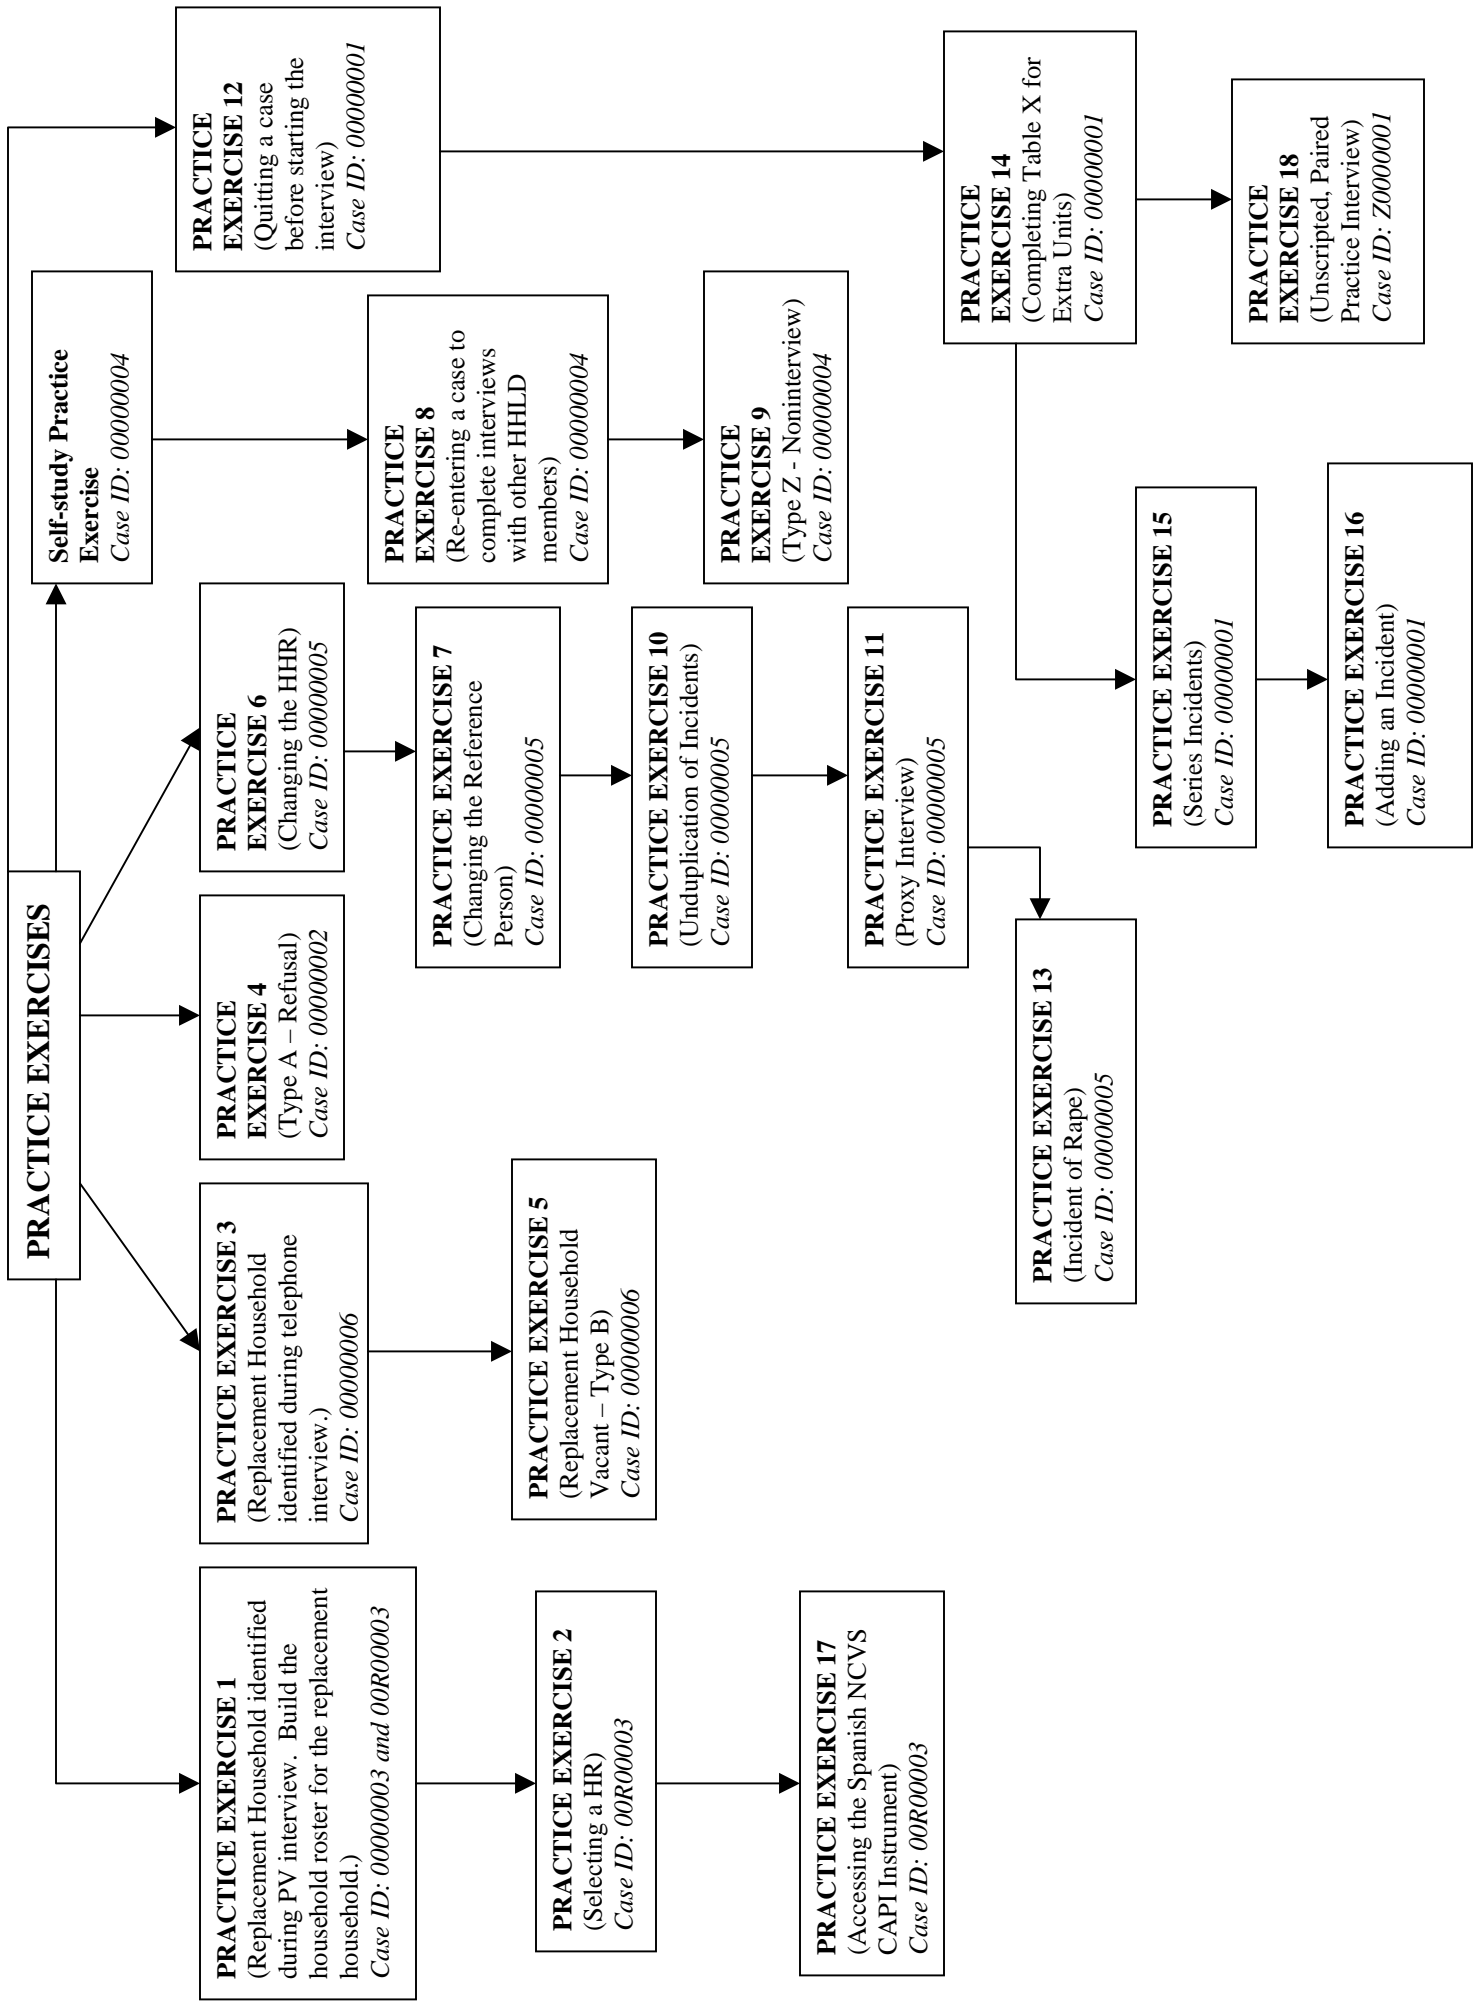 PRACTICE EXERCISES
PRACTICE EXERCISE 1
(Replacement Household identified
during PV interview.  Build the
household roster for the replacement
household.)
Case ID: 00000003 and 00R00003
PRACTICE EXERCISE 2
(Selecting a HR)
Case ID: 00R00003
PRACTICE EXERCISE 17
(Accessing the Spanish NCVS
CAPI Instrument)
Case ID: 00R00003
PRACTICE EXERCISE 3
(Replacement Household
identified during telephone
interview.)
Case ID: 00000006
PRACTICE EXERCISE 5
(Replacement Household
Vacant – Type B)
Case ID: 00000006
PRACTICE
EXERCISE 4
(Type A – Refusal)
Case ID: 00000002
PRACTICE
EXERCISE 6
(Changing the HHR)
Case ID: 00000005
PRACTICE EXERCISE 7
(Changing the Reference
Person)
Case ID: 00000005
PRACTICE EXERCISE 10
(Unduplication of Incidents)
Case ID: 00000005
PRACTICE EXERCISE 11
(Proxy Interview)
Case ID: 00000005
PRACTICE EXERCISE 13
(Incident of Rape)
Case ID: 00000005
Self-study Practice
Exercise
Case ID: 00000004
PRACTICE
EXERCISE 8
(Re-entering a case to
complete interviews
with other HHLD
members)
Case ID: 00000004
PRACTICE
EXERCISE 9
(Type Z - Noninterview)
Case ID: 00000004
PRACTICE
EXERCISE 12
(Quitting a case
before starting the
interview)
Case ID: 00000001
PRACTICE
EXERCISE 14
(Completing Table X for
Extra Units)
Case ID: 00000001
PRACTICE EXERCISE 15
(Series Incidents)
Case ID: 00000001
PRACTICE EXERCISE 16
(Adding an Incident)
Case ID: 00000001
PRACTICE
EXERCISE 18
(Unscripted, Paired
Practice Interview)
Case ID: Z0000001